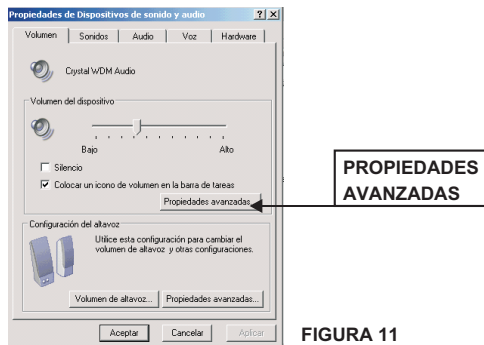 Propiedades de Dispositivos de sonido y audio
Volumen Sonidos Audio Voz Hardware
Crystal WDM Audio
Volumen del dispositivo
Bajo Alto
Silencio
Colocar un icono de volumen en la barra de tareas
Propiedades avanzadas...
PROPIEDADES
AVANZADAS
Configuración del altavoz
Utilice esta configuración para cambiar el
volumen de altavoz y otras configuraciones.
Volumen de altavoz... Propiedades avanzadas...
Aceptar Cancelar Aplicar
FIGURA 11